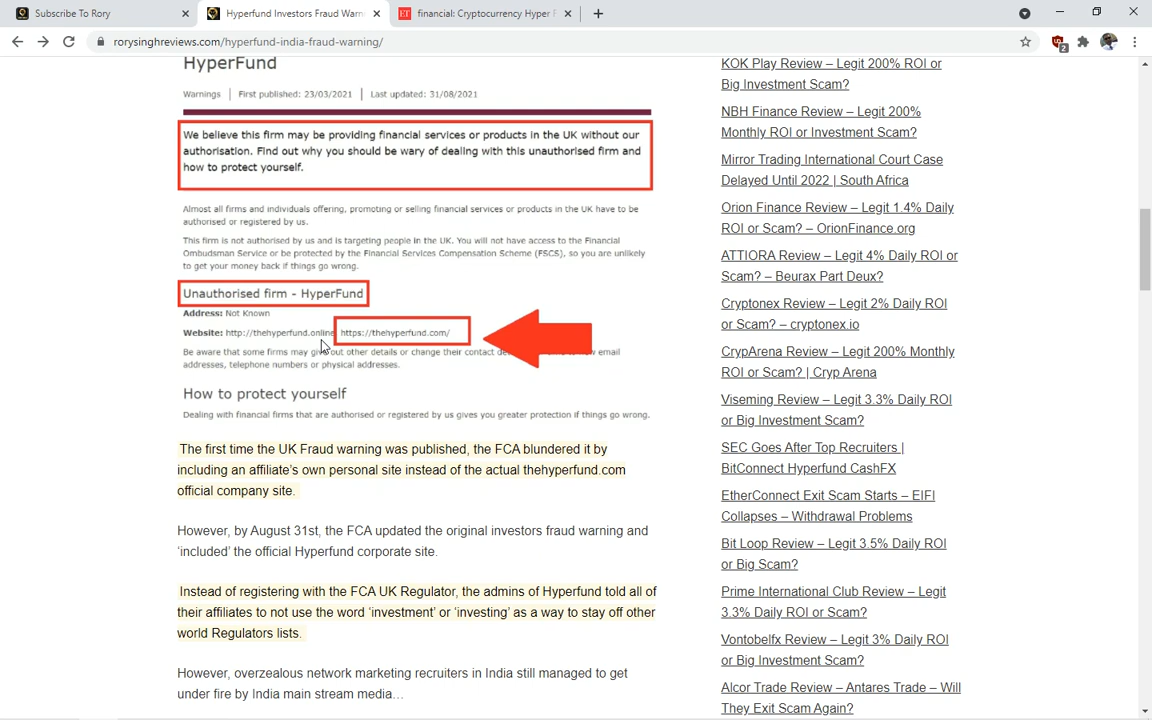 Subscribe To Rory
Hyperfund Investors Fraud Warn
ET financial: Cryptocurrency Hyper F
rorysinghreviews.com/hyperfund-india-fraud-warning/
2
HyperFund
Warnings | First published: 23/03/2021 | Last updated: 31/08/2021
We believe this firm may be providing financial services or products in the UK without our
authorisation. Find out why you should be wary of dealing with this unauthorised firm and
how to protect yourself.
Almost all firms and individuals offering, promoting or selling financial services or products in the UK have to be
authorised or registered by us.
This firm is not authorised by us and is targeting people in the UK. You will not have access to the Financial
Ombudsman Service or be protected by the Financial Services Compensation Scheme (FSCS), so you are unlikely
to get your money back if things go wrong.
Unauthorised firm - HyperFund
Address: Not Known
Website: http://thehyperfund.online, https://thehyperfund.com/
Be aware that some firms may give out other details or change their contact email
addresses, telephone numbers or physical addresses.
How to protect yourself
Dealing with financial firms that are authorised or registered by us gives you greater protection if things go wrong.
The first time the UK Fraud warning was published, the FCA blundered it by
including an affiliate's own personal site instead of the actual thehyperfund.com
official company site.
However, by August 31st, the FCA updated the original investors fraud warning and
'included' the official Hyperfund corporate site.
Instead of registering with the FCA UK Regulator, the admins of Hyperfund told all of
their affiliates to not use the word 'investment' or 'investing' as a way to stay off other
world Regulators lists.
However, overzealous network marketing recruiters in India still managed to get
under fire by India main stream media…
KOK Play Review – Legit 200% ROI or
Big Investment Scam?
NBH Finance Review – Legit 200%
Monthly ROI or Investment Scam?
Mirror Trading International Court Case
Delayed Until 2022 | South Africa
Orion Finance Review – Legit 1.4% Daily
ROI or Scam? – OrionFinance.org
ATTIORA Review – Legit 4% Daily ROI or
Scam? – Beurax Part Deux?
Cryptonex Review – Legit 2% Daily ROI
or Scam? – cryptonex.io
CrypArena Review – Legit 200% Monthly
ROI or Scam? | Cryp Arena
Viseming Review – Legit 3.3% Daily ROI
or Big Investment Scam?
SEC Goes After Top Recruiters |
BitConnect Hyperfund CashFX
EtherConnect Exit Scam Starts – EIFI
Collapses – Withdrawal Problems
Bit Loop Review – Legit 3.5% Daily ROI
or Big Scam?
Prime International Club Review – Legit
3.3% Daily ROI or Scam?
Vontobelfx Review – Legit 3% Daily ROI
or Big Investment Scam?
Alcor Trade Review – Antares Trade – Will
They Exit Scam Again?